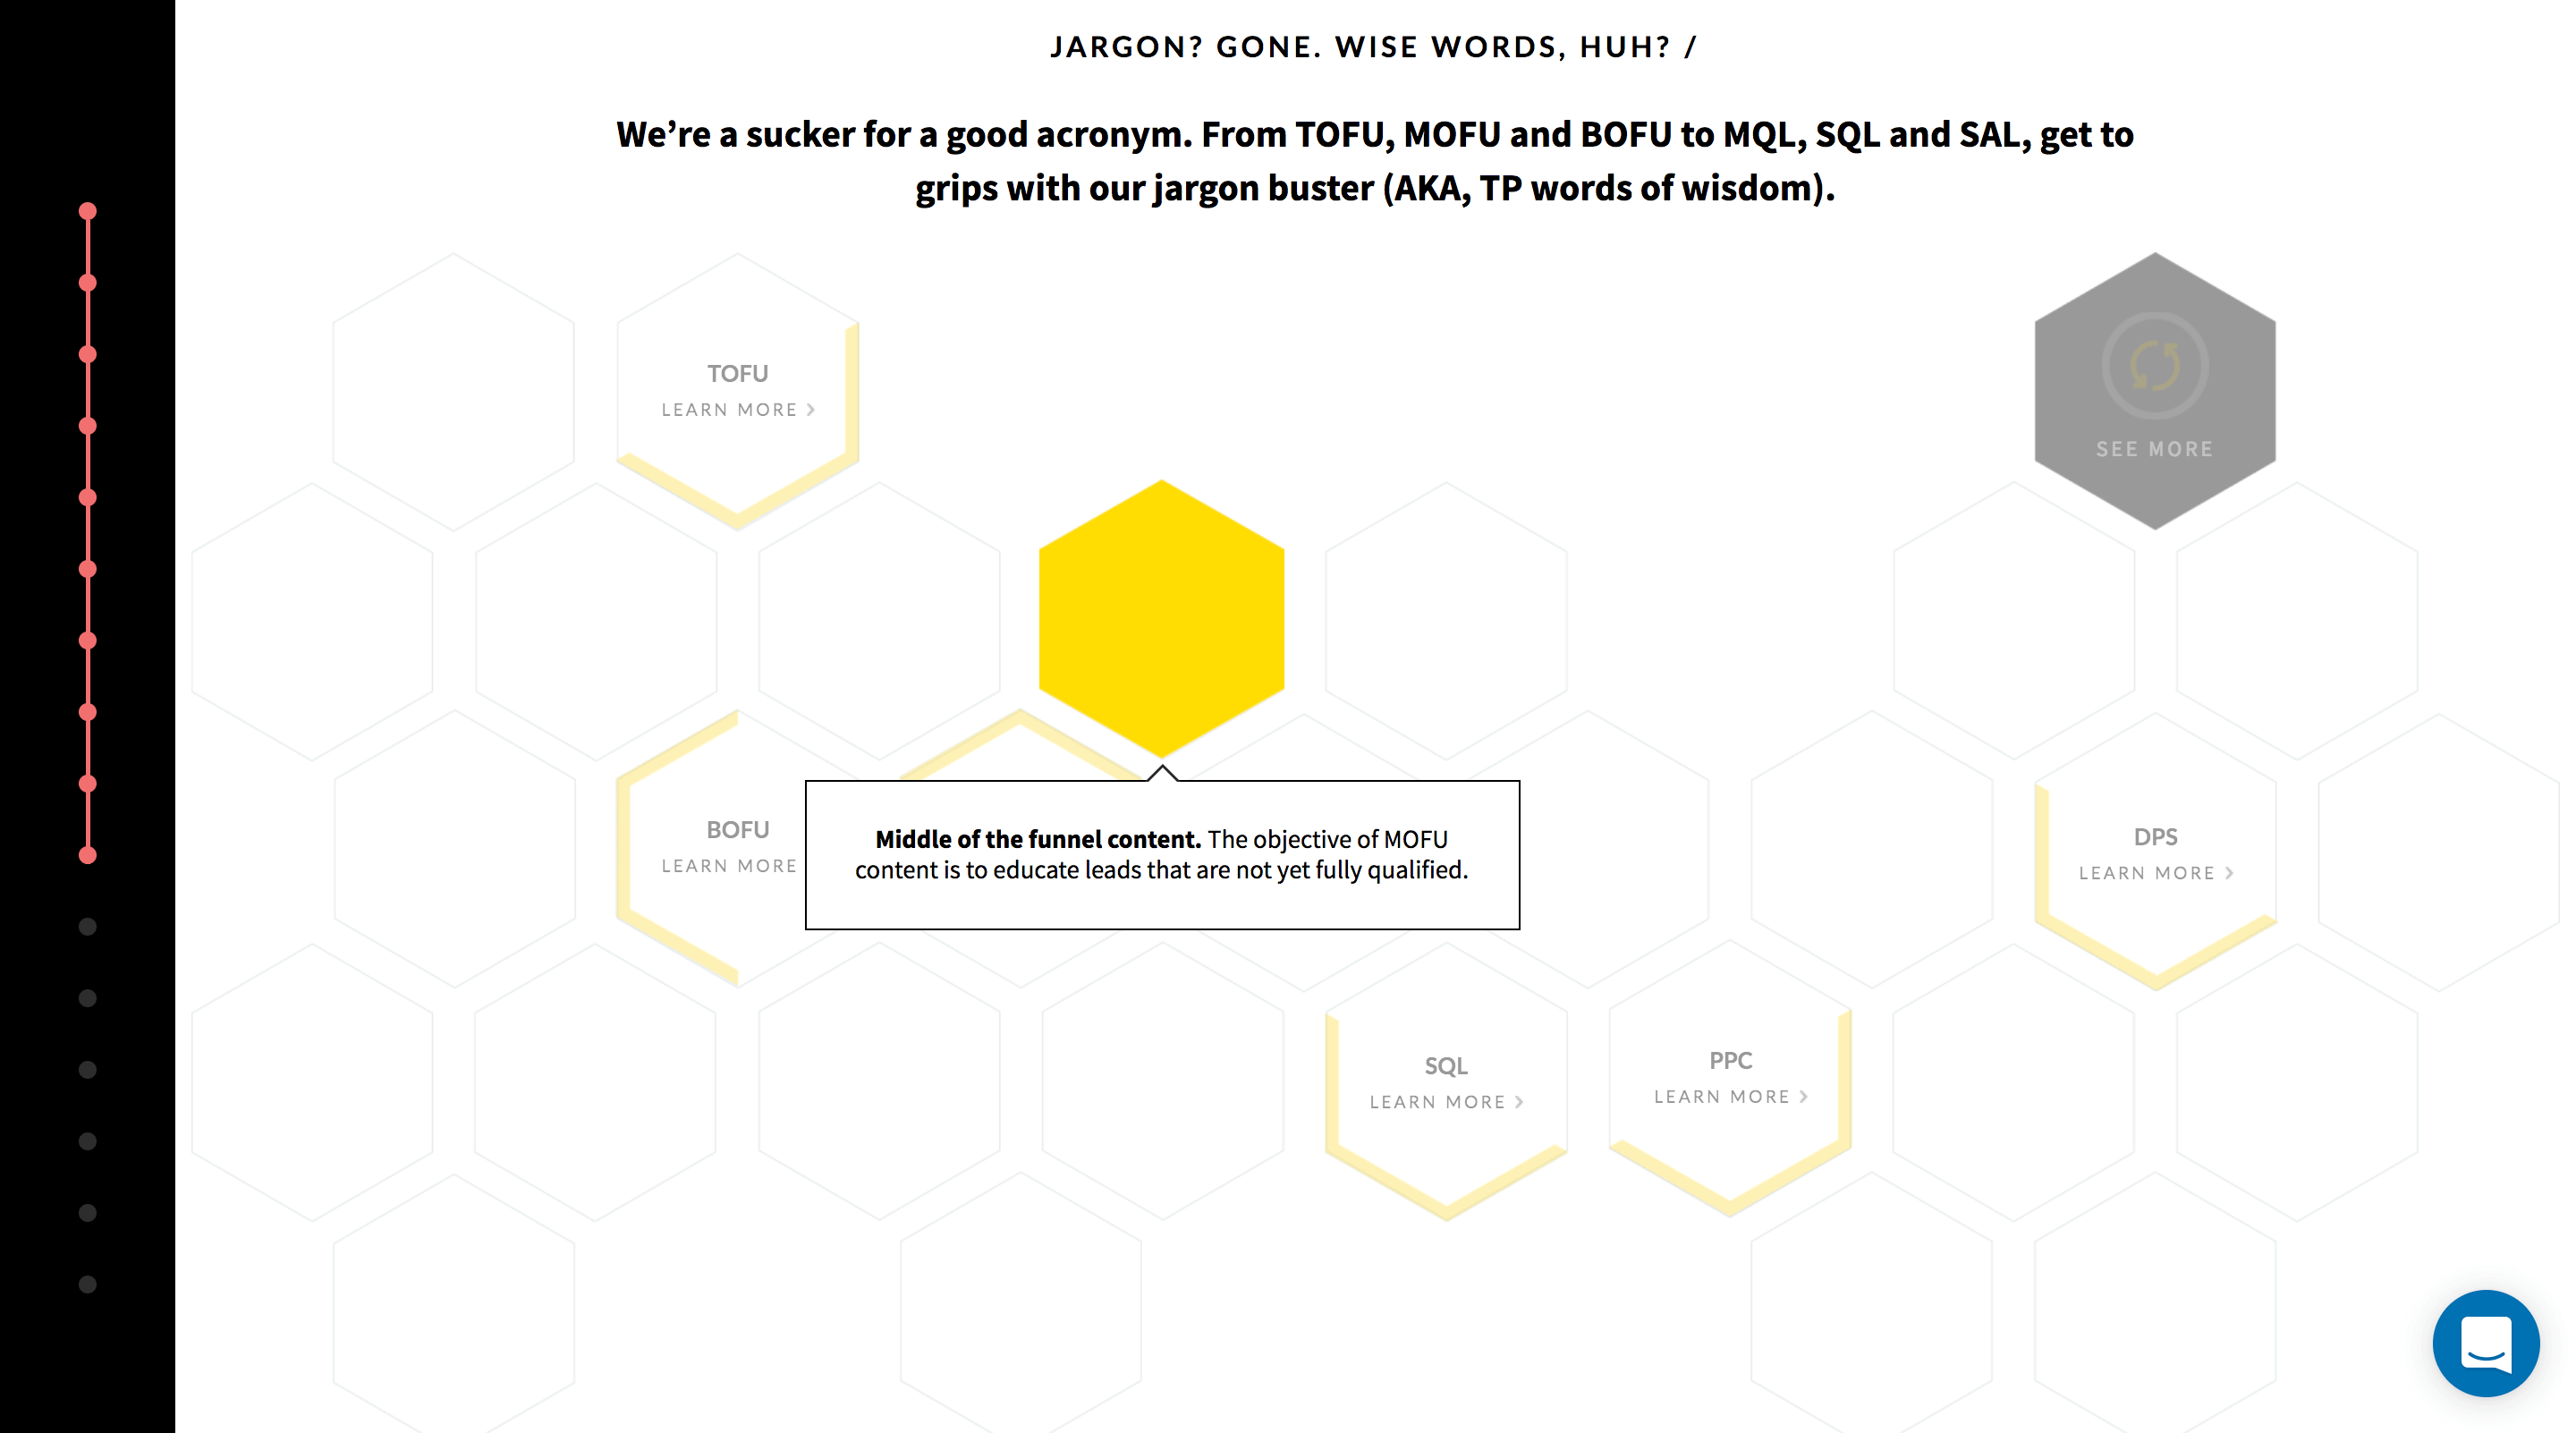 JARGON? GONE. WISE WORDS, HUH? /
We’re a sucker for a good acronym. From TOFU, MOFU and BOFU to MQL, SQL and SAL, get to
grips with our jargon buster (AKA, TP words of wisdom).
TOFU
LEARN MORE
SEE MORE
BOFU
LEARN MORE
Middle of the funnel content. The objective of MOFU
content is to educate leads that are not yet fully qualified.
DPS
LEARN MORE
SQL
LEARN MORE
PPC
LEARN MORE